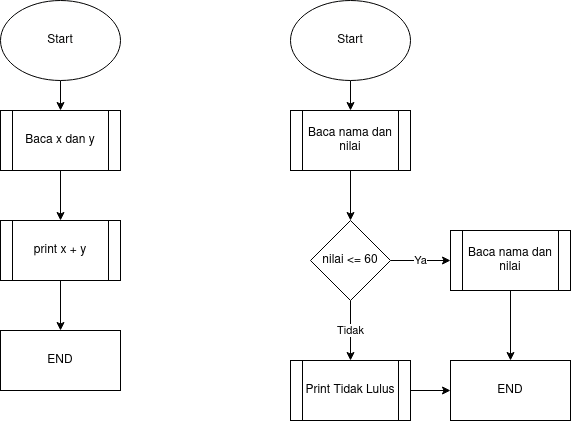 Start
Baca x dan y
print x + y
END
Start
Baca nama dan
nilai
nilai <= 60
Ya
Baca nama dan
nilai
Tidak
Print Tidak Lulus
END